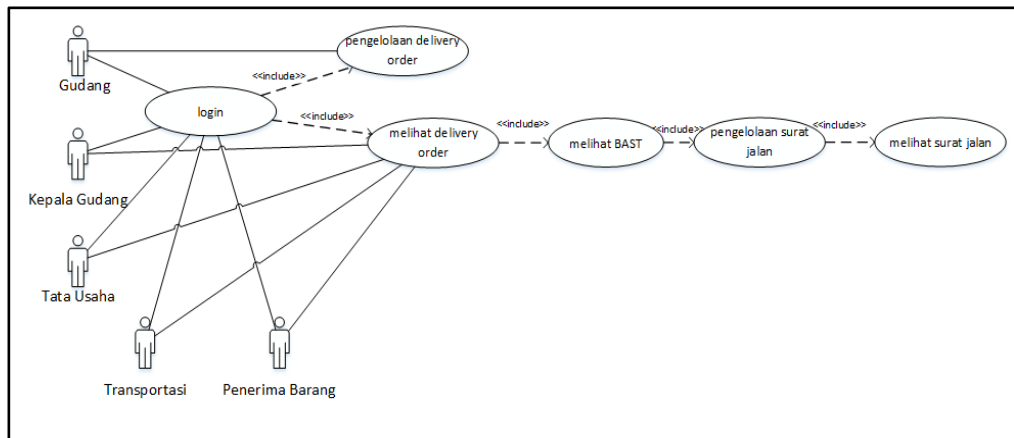 pengelolaan delivery
order
Gudang
<<include>>
login
<<include>>
melihat delivery
order
<<include>>
melihat BAST
<<include>>
pengelolaan surat
jalan
<<include>>
melihat surat jalan
Kepala Gudang
Tata Usaha
Transportasi
Penerima Barang